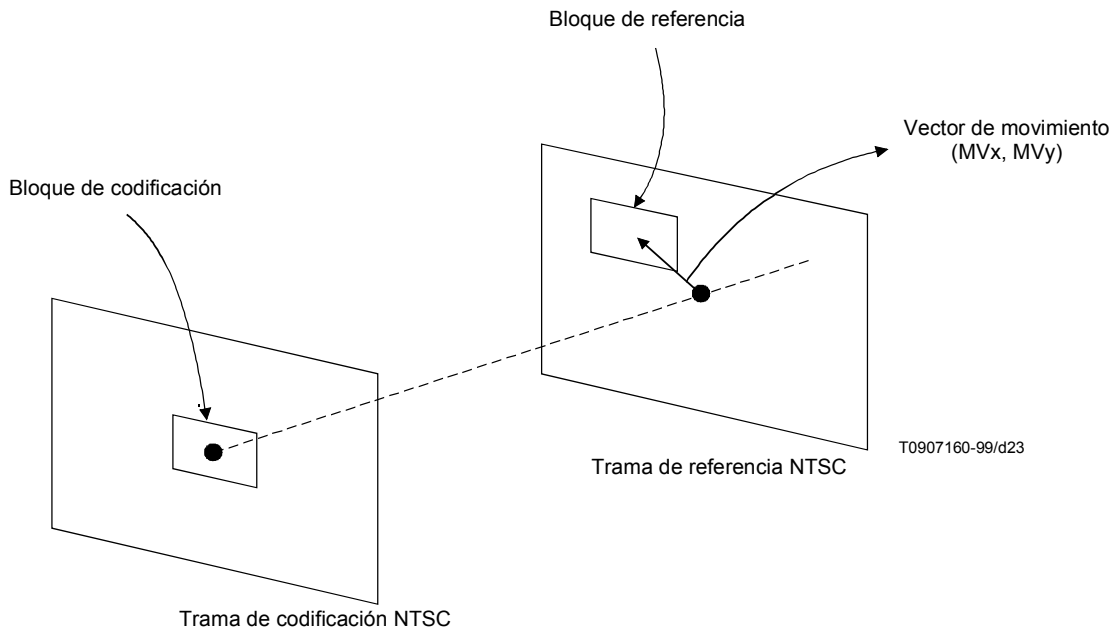 Bloque de referencia
Vector de movimiento
(MVx, MVy)
Bloque de codificación
T0907160-99/d23
Trama de referencia NTSC
Trama de codificación NTSC